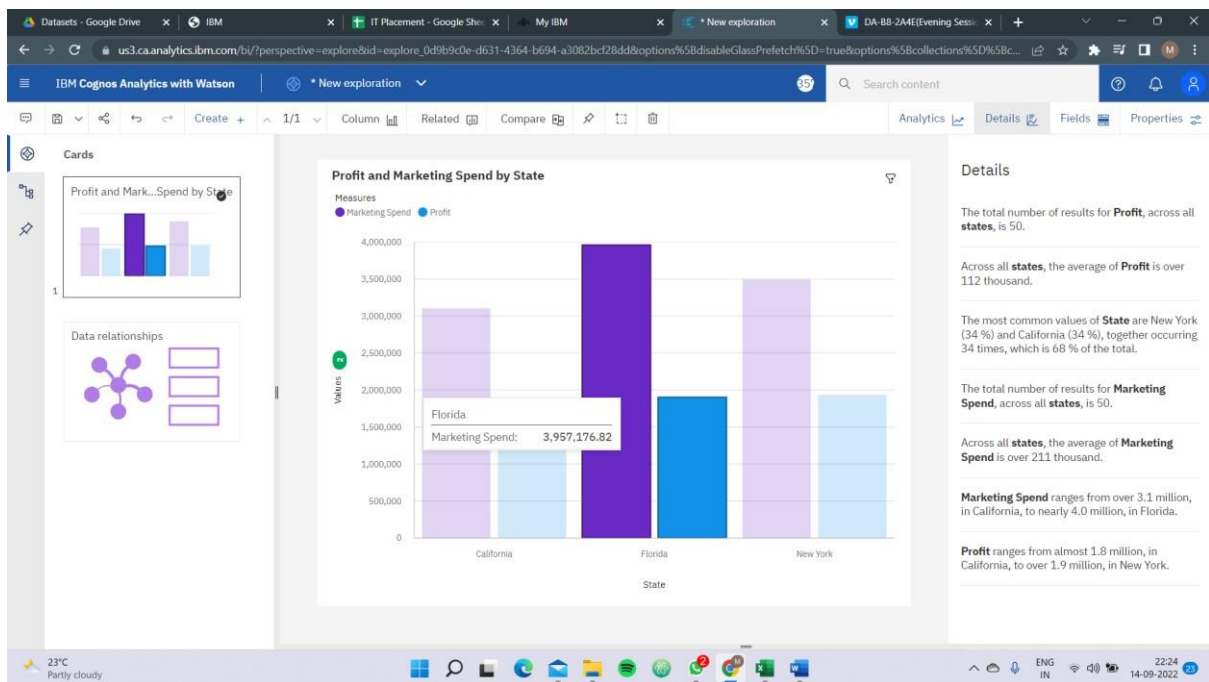 Datasets - Google Drive
IBM
IT Placement - Google Shee
My IBM
* New exploration
DA-BB-2A4E(Evening Sessio
us3.ca.analytics.ibm.com/bi/?perspective=explore&id=explore_0d9b9c0e-d631-4364-b694-a3082bcf28dd&options%5BdisableGlassPrefetch%5D=true&options%5Bcollections%5D%5Bc...
M
IBM Cognos Analytics with Watson
* New exploration
Search content
Create +
1/1
Column
Related
Compare
Analytics
Details
Fields
Properties
Cards
Profit and Mark...Spend by State
1
Data relationships
Profit and Marketing Spend by State
Measures
Marketing Spend
Profit
4,000,000
3,500,000
3,000,000
2,500,000
2,000,000
1,500,000
1,000,000
500,000
0
Values
Florida
Marketing Spend: 3,957,176.82
California
Florida
New York
State
Details
The total number of results for Profit, across all
states, is 50.
Across all states, the average of Profit is over
112 thousand.
The most common values of State are New York
(34 %) and California (34 %), together occurring
34 times, which is 68 % of the total.
The total number of results for Marketing
Spend, across all states, is 50.
Across all states, the average of Marketing
Spend is over 211 thousand.
Marketing Spend ranges from over 3.1 million,
in California, to nearly 4.0 million, in Florida.
Profit ranges from almost 1.8 million, in
California, to over 1.9 million, in New York.
23°C
Partly cloudy
2
ENG
IN
22:24
14-09-2022
23